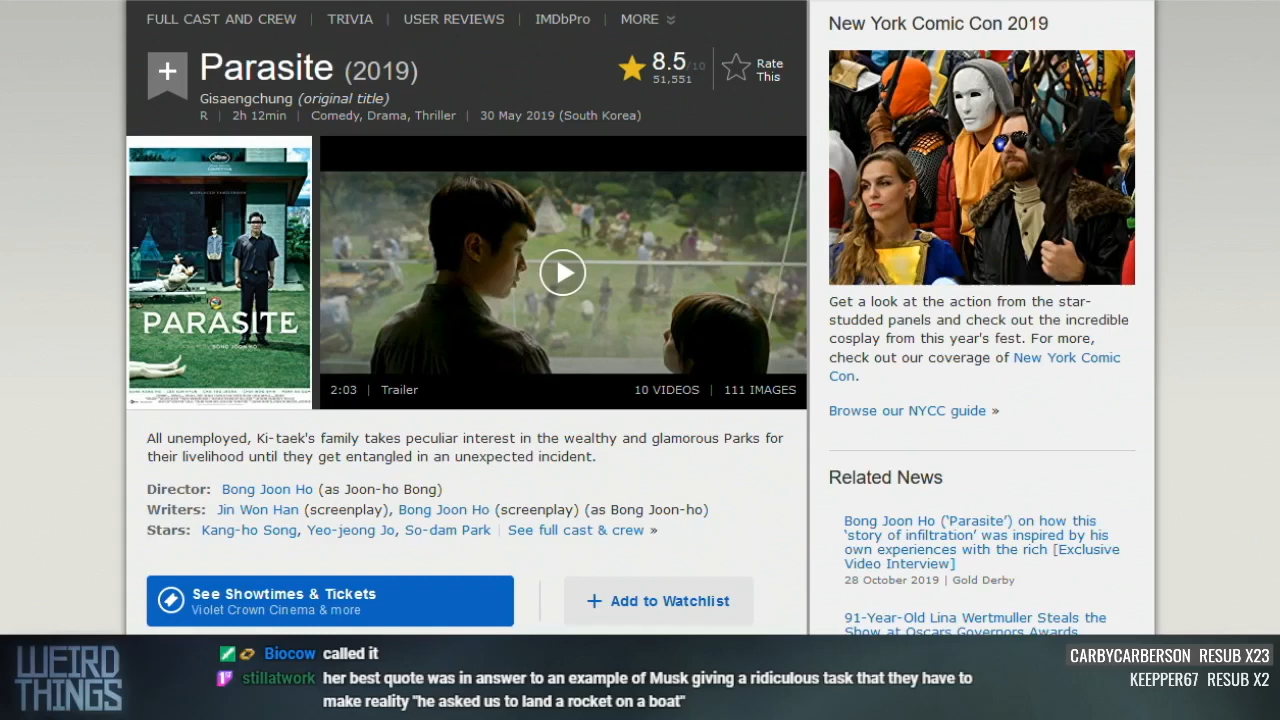 FULL CAST AND CREW | TRIVIA | USER REVIEWS | IMDbPro | MORE
Parasite (2019)
8.5/10
51,551
Rate
This
Gisaengchung (original title)
R | 2h 12min | Comedy, Drama, Thriller | 30 May 2019 (South Korea)
PARASITE
BONG JOON HO
2:03 | Trailer
10 VIDEOS | 111 IMAGES
All unemployed, Ki-taek's family takes peculiar interest in the wealthy and glamorous Parks for
their livelihood until they get entangled in an unexpected incident.
Director: Bong Joon Ho (as Joon-ho Bong)
Writers: Jin Won Han (screenplay), Bong Joon Ho (screenplay) (as Bong Joon-ho)
Stars: Kang-ho Song, Yeo-jeong Jo, So-dam Park | See full cast & crew »
See Showtimes & Tickets
Violet Crown Cinema & more
+ Add to Watchlist
New York Comic Con 2019
Get a look at the action from the star-
studded panels and check out the incredible
cosplay from this year's fest. For more,
check out our coverage of New York Comic
Con.
Browse our NYCC guide »
Related News
Bong Joon Ho (‘Parasite’) on how this
‘story of infiltration’ was inspired by his
own experiences with the rich [Exclusive
Video Interview]
28 October 2019 | Gold Derby
91-Year-Old Lina Wertmuller Steals the
Show at Oscars Governors Awards
WEIRD
THINGS
Biocow called it
stillatwork her best quote was in answer to an example of Musk giving a ridiculous task that they have to
make reality "he asked us to land a rocket on a boat"
CARBYCARBERSON RESUB X23
KEEPPER67 RESUB X2